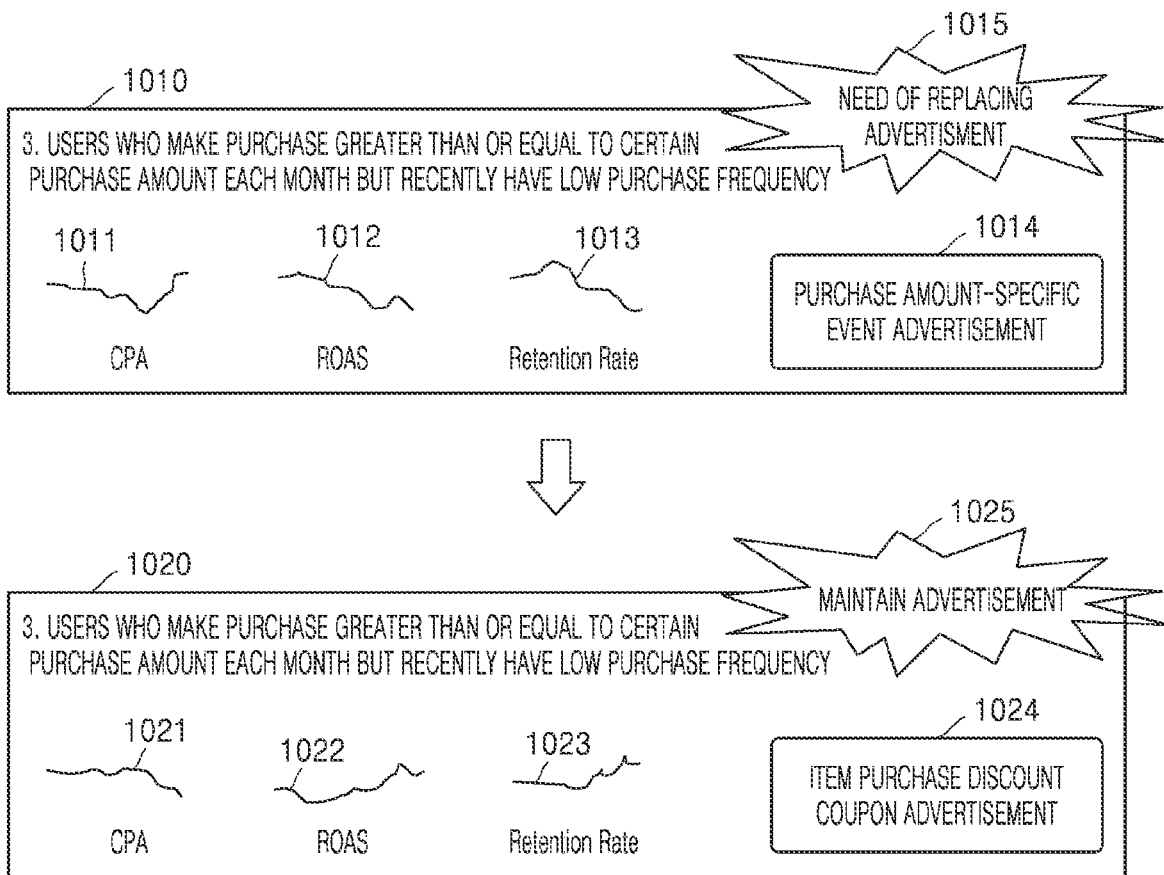 1015
1010
NEED OF REPLACING
ADVERTISMENT
3. USERS WHO MAKE PURCHASE GREATER THAN OR EQUAL TO CERTAIN
PURCHASE AMOUNT EACH MONTH BUT RECENTLY HAVE LOW PURCHASE FREQUENCY
1011
1012
1013
1014
PURCHASE AMOUNT-SPECIFIC
EVENT ADVERTISEMENT
CPA
ROAS
Retention Rate
1025
1020
MAINTAIN ADVERTISEMENT
3. USERS WHO MAKE PURCHASE GREATER THAN OR EQUAL TO CERTAIN
PURCHASE AMOUNT EACH MONTH BUT RECENTLY HAVE LOW PURCHASE FREQUENCY
1021
1022
1023
1024
ITEM PURCHASE DISCOUNT
COUPON ADVERTISEMENT
CPA
ROAS
Retention Rate